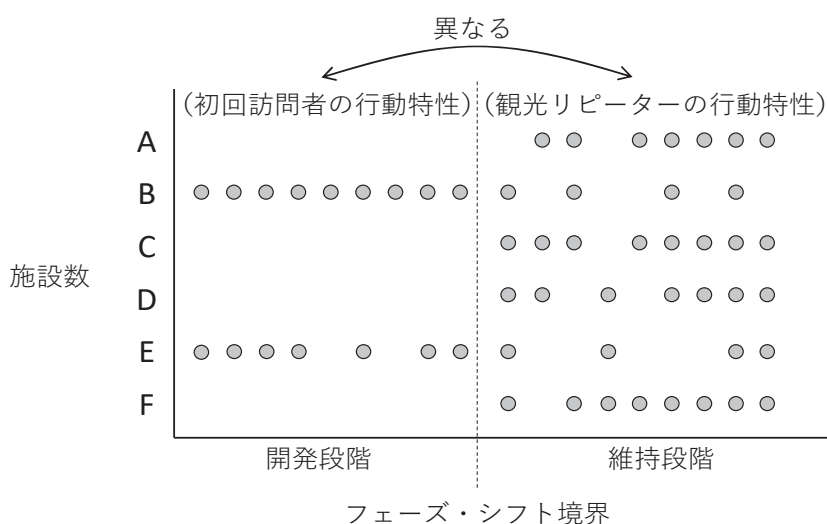 異なる
(初回訪問者の行動特性)
(観光リピーターの行動特性)
A
B
C
D
E
F
施設数
開発段階
維持段階
フェーズ・シフト境界